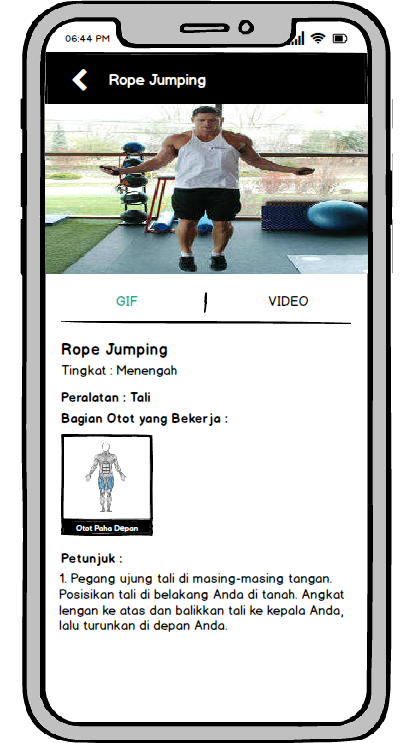 06:44 PM
Rope Jumping
GIF
VIDEO
Rope Jumping
Tingkat : Menengah
Peralatan : Tali
Bagian Otot yang Bekerja :
Otot Paha Depan
Petunjuk :
1. Pegang ujung tali di masing-masing tangan.
Posisikan tali di belakang Anda di tanah. Angkat
lengan ke atas dan balikkan tali ke kepala Anda,
lalu turunkan di depan Anda.